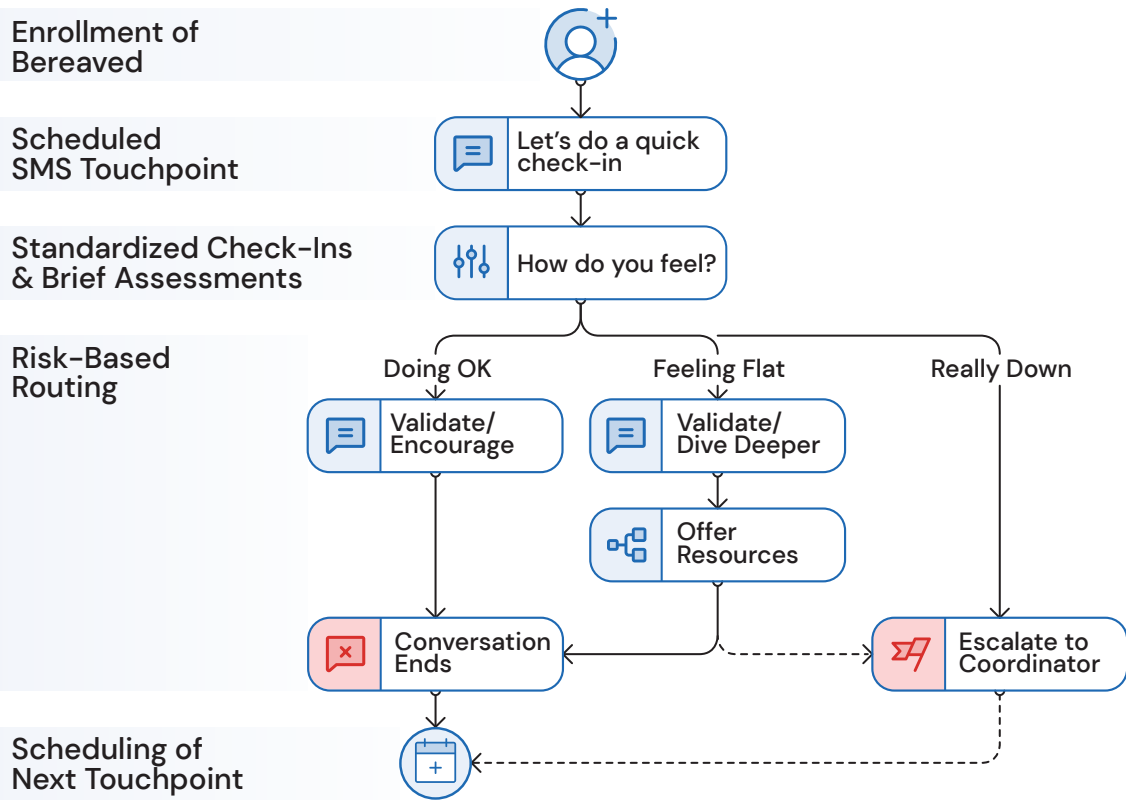 Enrollment of
Bereaved
Scheduled
SMS Touchpoint
Let's do a quick
check-in
Standardized Check-Ins
& Brief Assessments
How do you feel?
Risk-Based
Routing
Doing OK
Feeling Flat
Really Down
Validate/
Encourage
Validate/
Dive Deeper
Offer
Resources
Conversation
Ends
Escalate to
Coordinator
Scheduling of
Next Touchpoint